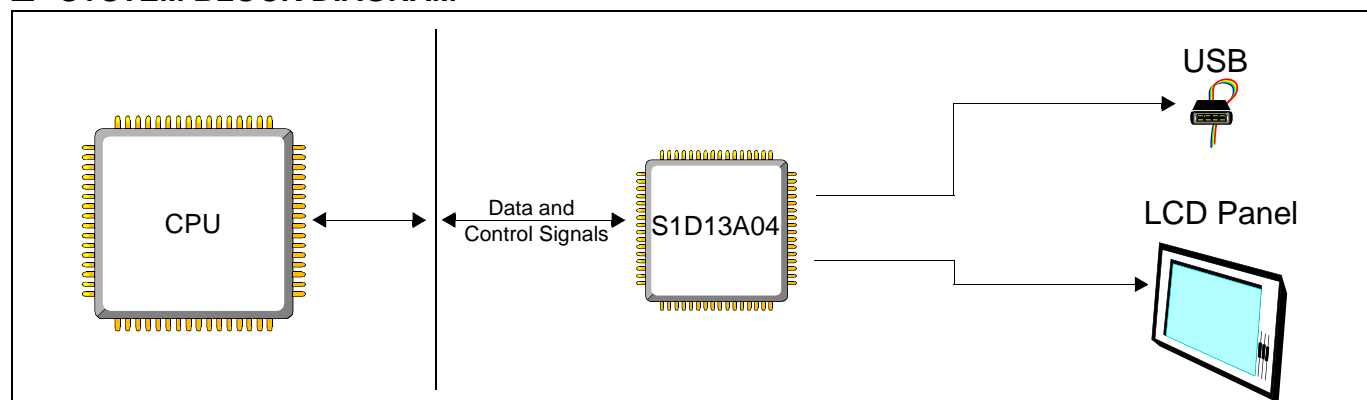 USB
LCD Panel
CPU
Data and
Control Signals
S1D13A04